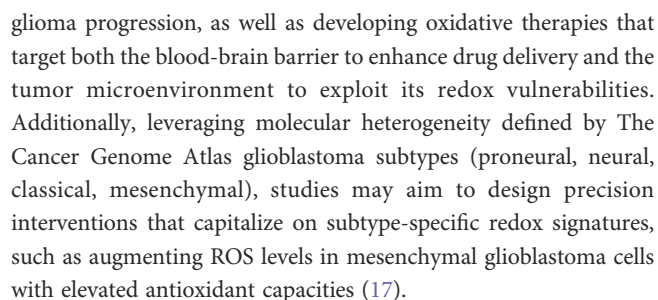 glioma progression, as well as developing oxidative therapies that
target both the blood-brain barrier to enhance drug delivery and the
tumor microenvironment to exploit its redox vulnerabilities.
Additionally, leveraging molecular heterogeneity defined by The
Cancer Genome Atlas glioblastoma subtypes (proneural, neural,
classical, mesenchymal), studies may aim to design precision
interventions that capitalize on subtype-specific redox signatures,
such as augmenting ROS levels in mesenchymal glioblastoma cells
with elevated antioxidant capacities (17).